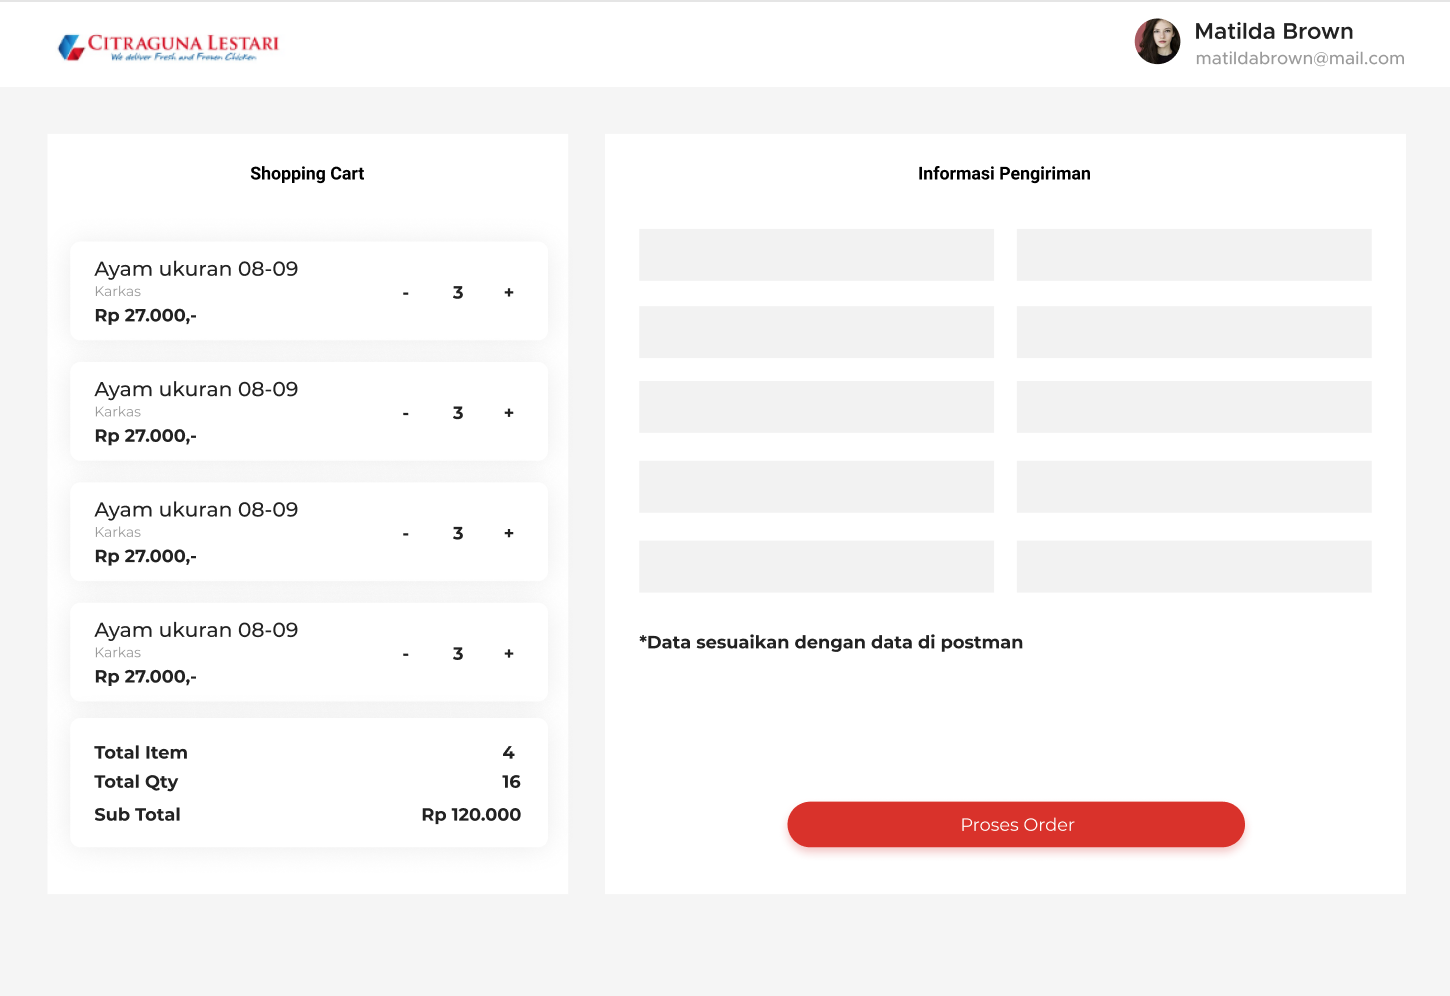 CITRAGUNA LESTARI
We deliver Fresh and Frozen Chicken
Matilda Brown
matildabrown@mail.com
Shopping Cart
Ayam ukuran 08-09
Karkas
Rp 27.000,-
- 3 +
Ayam ukuran 08-09
Karkas
Rp 27.000,-
- 3 +
Ayam ukuran 08-09
Karkas
Rp 27.000,-
- 3 +
Ayam ukuran 08-09
Karkas
Rp 27.000,-
- 3 +
Total Item 4
Total Qty 16
Sub Total Rp 120.000
Informasi Pengiriman
*Data sesuaikan dengan data di postman
Proses Order